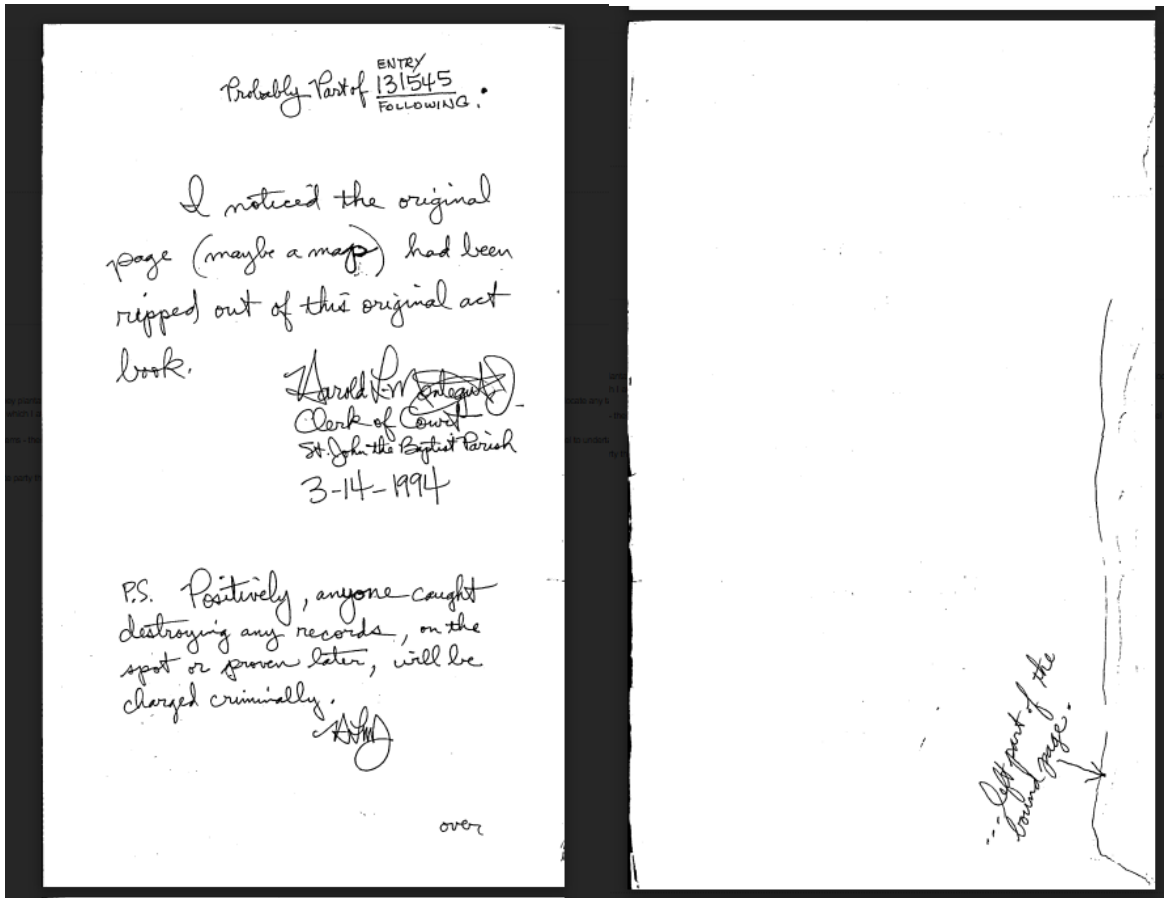 ENTRY
Probably Part of 131545
FOLLOWING.
I noticed the original
page (maybe a map) had been
ripped out of this original act
book.
Harold L. Montegut Jr.
Clerk of Court
St. John the Baptist Parish
3-14-1994
P.S. Positively, anyone caught
destroying any records, on the
spot or proven later, will be
charged criminally.
HLMJ
over
--- left part of the
bound page.